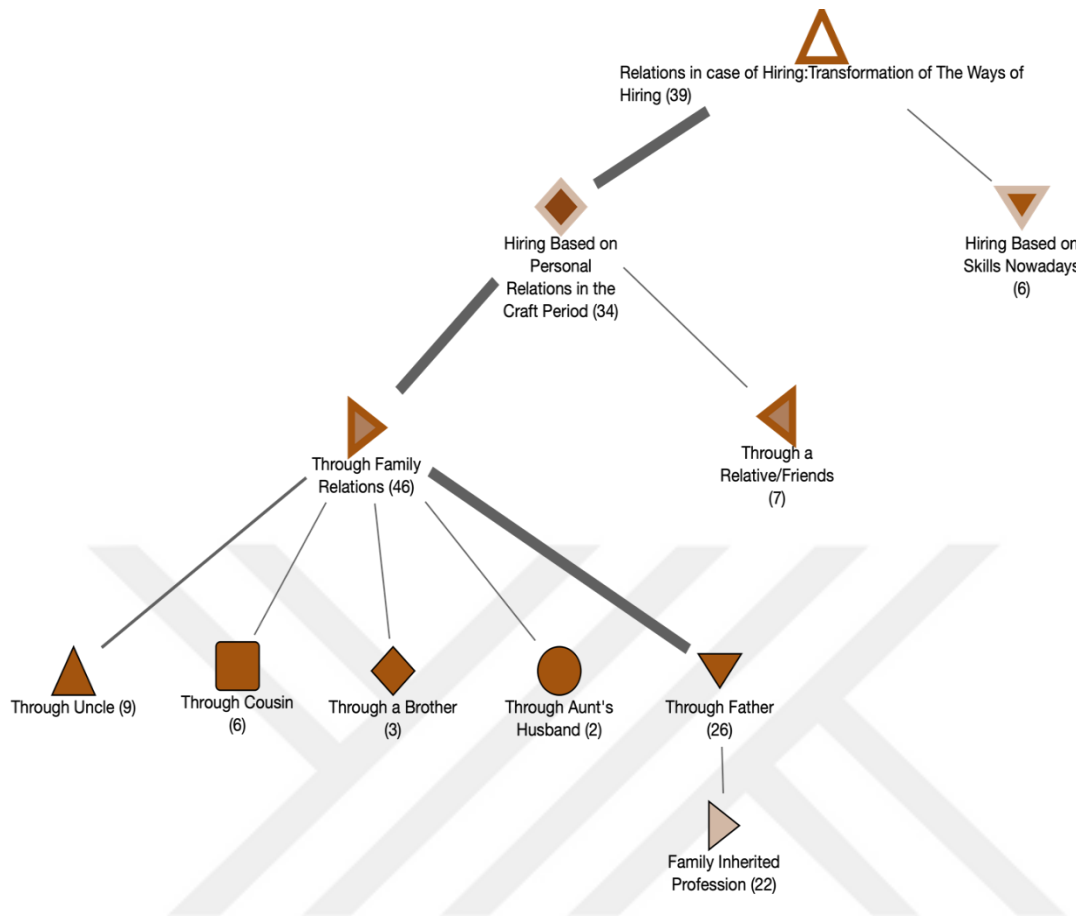 Relations in case of Hiring:Transformation of The Ways of
Hiring (39)
Hiring Based on
Personal
Relations in the
Craft Period (34)
Hiring Based on
Skills Nowadays
(6)
Through Family
Relations (46)
Through a
Relative/Friends
(7)
Through Uncle (9)
Through Cousin
(6)
Through a Brother
(3)
Through Aunt's
Husband (2)
Through Father
(26)
Family Inherited
Profession (22)